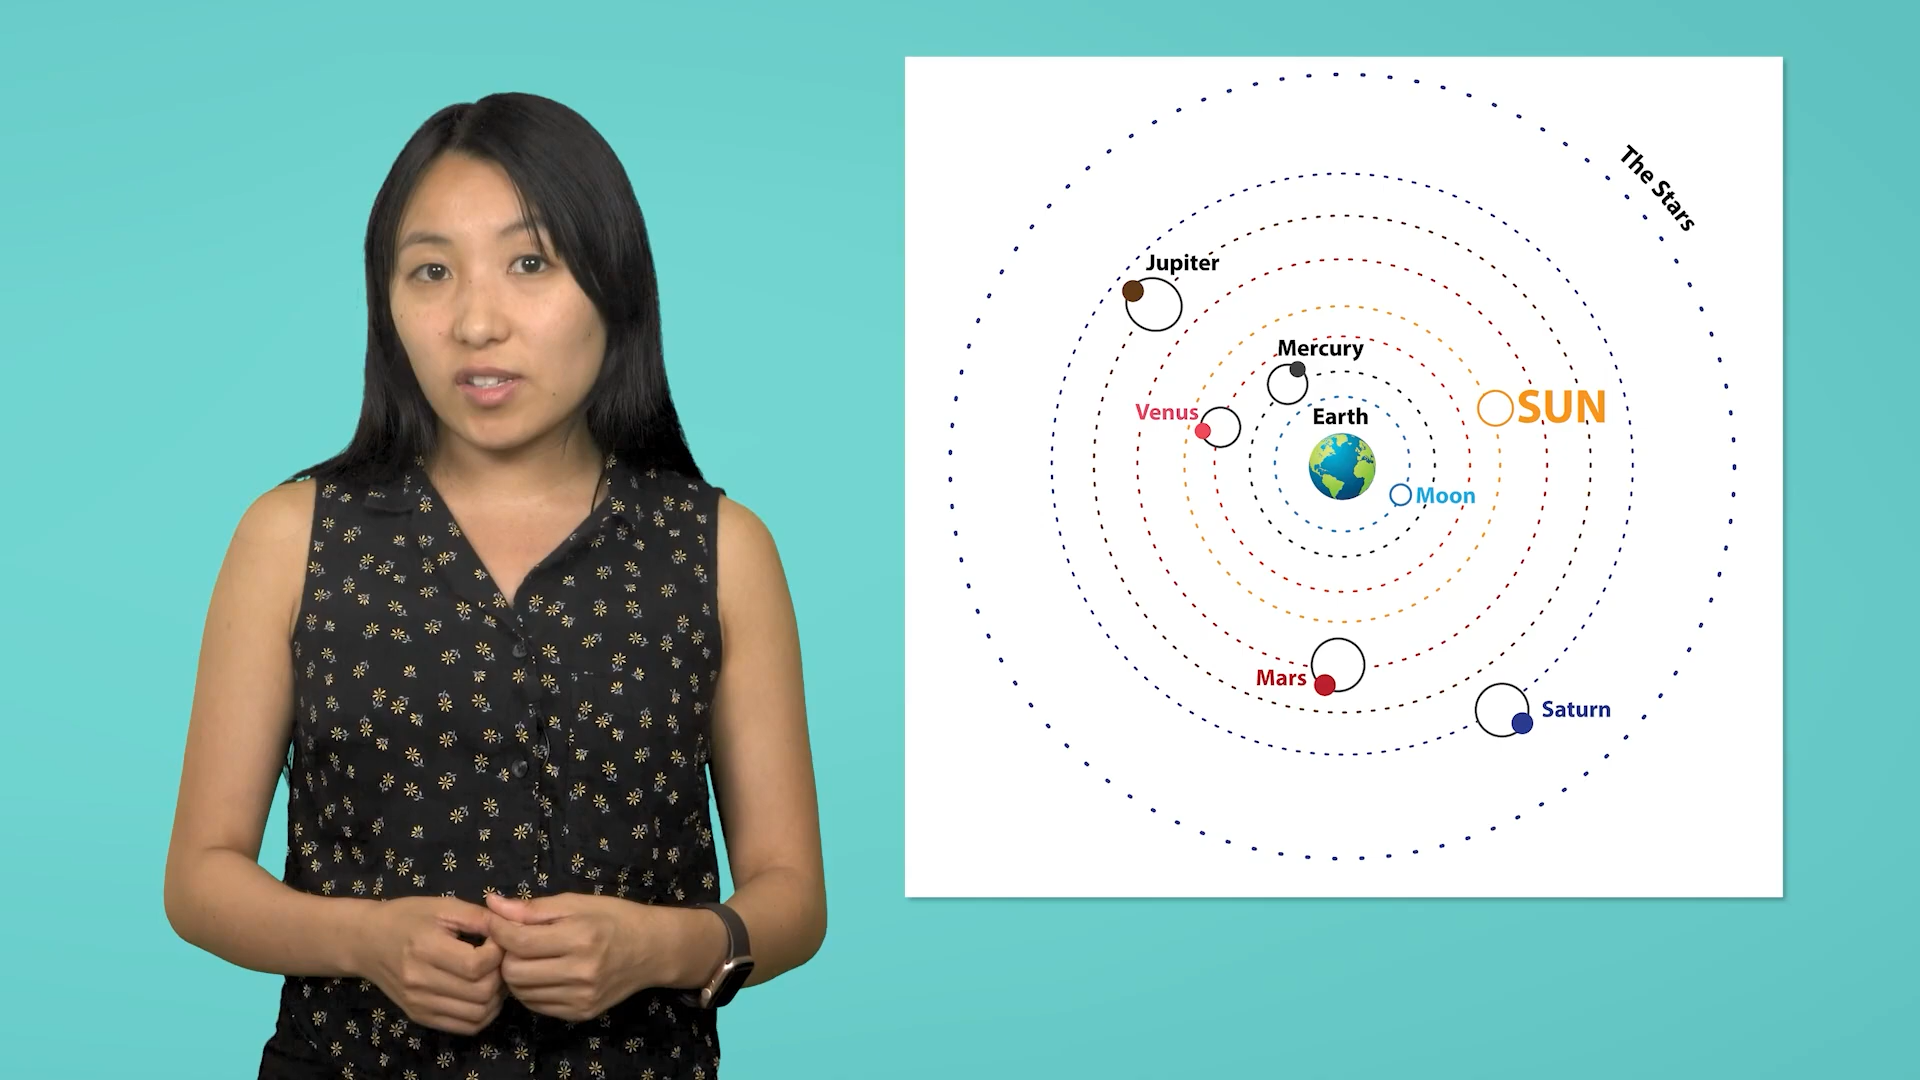 The Stars
Jupiter
Mercury
Venus
Earth
SUN
Moon
Mars
Saturn